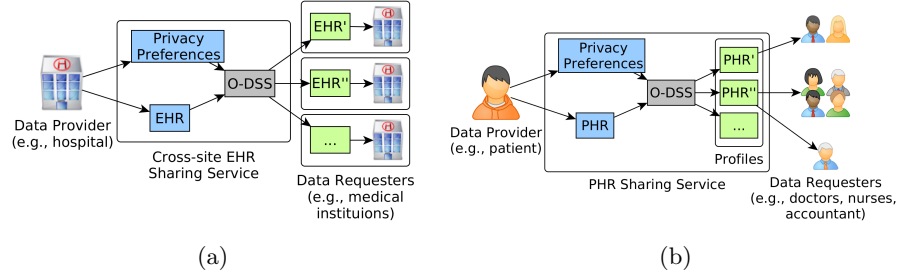 Privacy
Preferences
EHR
O-DSS
EHR'
EHR''
...
H
H
H
H
Data Provider
(e.g., hospital)
Cross-site EHR
Sharing Service
Data Requesters
(e.g., medical
instituions)
(a)
Privacy
Preferences
PHR
O-DSS
PHR'
PHR''
...
Profiles
Data Provider
(e.g., patient)
PHR Sharing Service
Data Requesters
(e.g., doctors, nurses,
accountant)
(b)